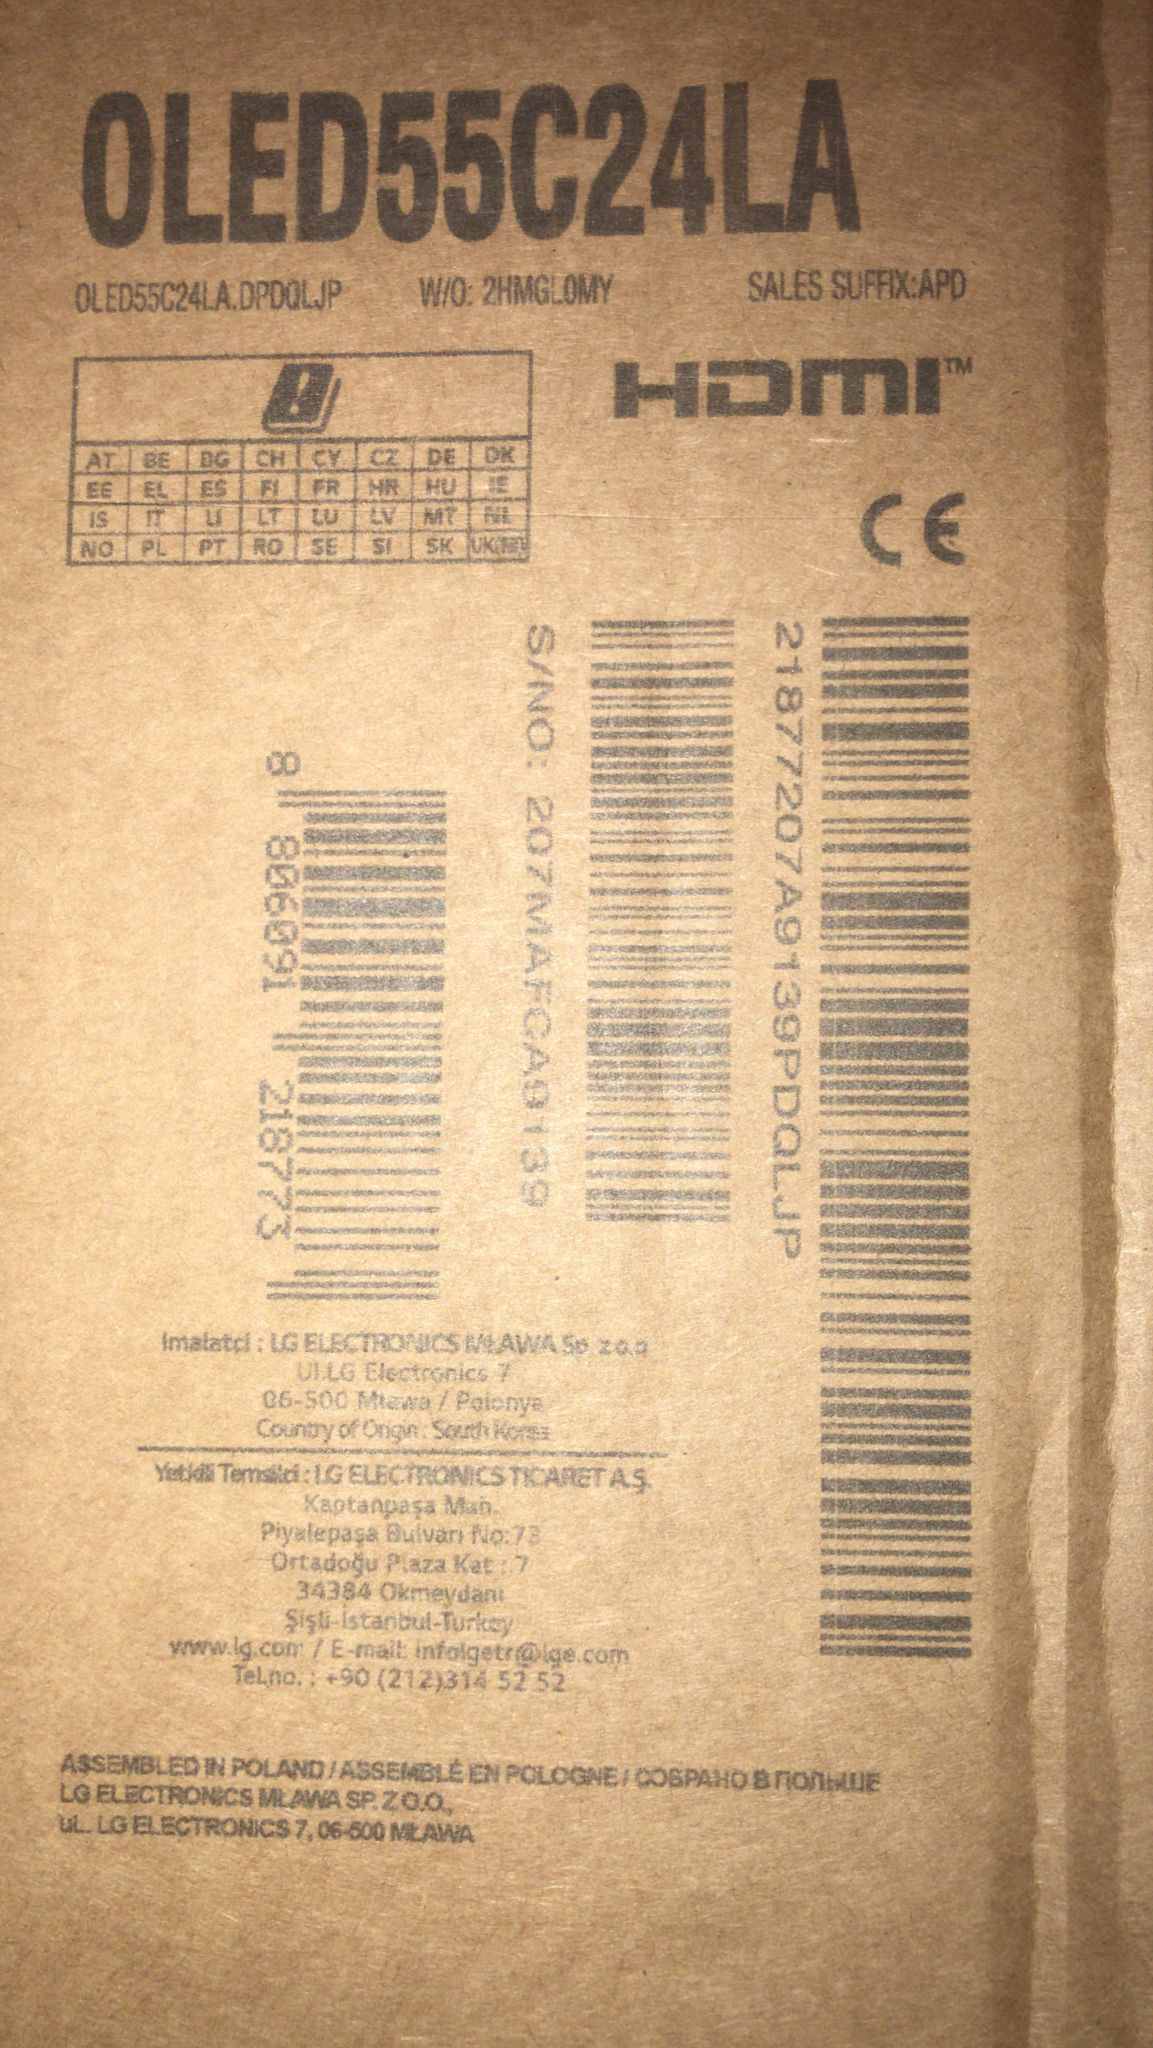 OLED55C24LA
OLED55C24LA.DPDQLJP W/O: 2HMGL0MY SALES SUFFIX:APD
HDMI™
AT BE BG CH CY CZ DE DK
EE EL ES FI FR HR HU IE
IS IT LI LT LU LV MT NL
NO PL PT RO SE SI SK UK(NI)
CE
21877207A9139PDQLJP
S/NO: 207MAFCA9139
8 806091 218773
Imalatci : LG ELECTRONICS MŁAWA Sp. z o.o
Ul.LG Electronics 7
06-500 Mława / Polonya
Country of Origin : South Korea
Yetkili Temsilci : LG ELECTRONICS TICARET A.Ş.
Kaptanpaşa Mah.
Piyalepaşa Bulvarı No:73
Ortadoğu Plaza Kat : 7
34384 Okmeydanı
Şişli-İstanbul-Turkey
www.lg.com / E-mail: infolgetr@lge.com
Tel.no. : +90 (212)314 52 52
ASSEMBLED IN POLAND / ASSEMBLÉ EN POLOGNE / СОБРАНО В ПОЛЬШЕ
LG ELECTRONICS MŁAWA SP. Z O.O.,
uL. LG ELECTRONICS 7, 06-500 MŁAWA